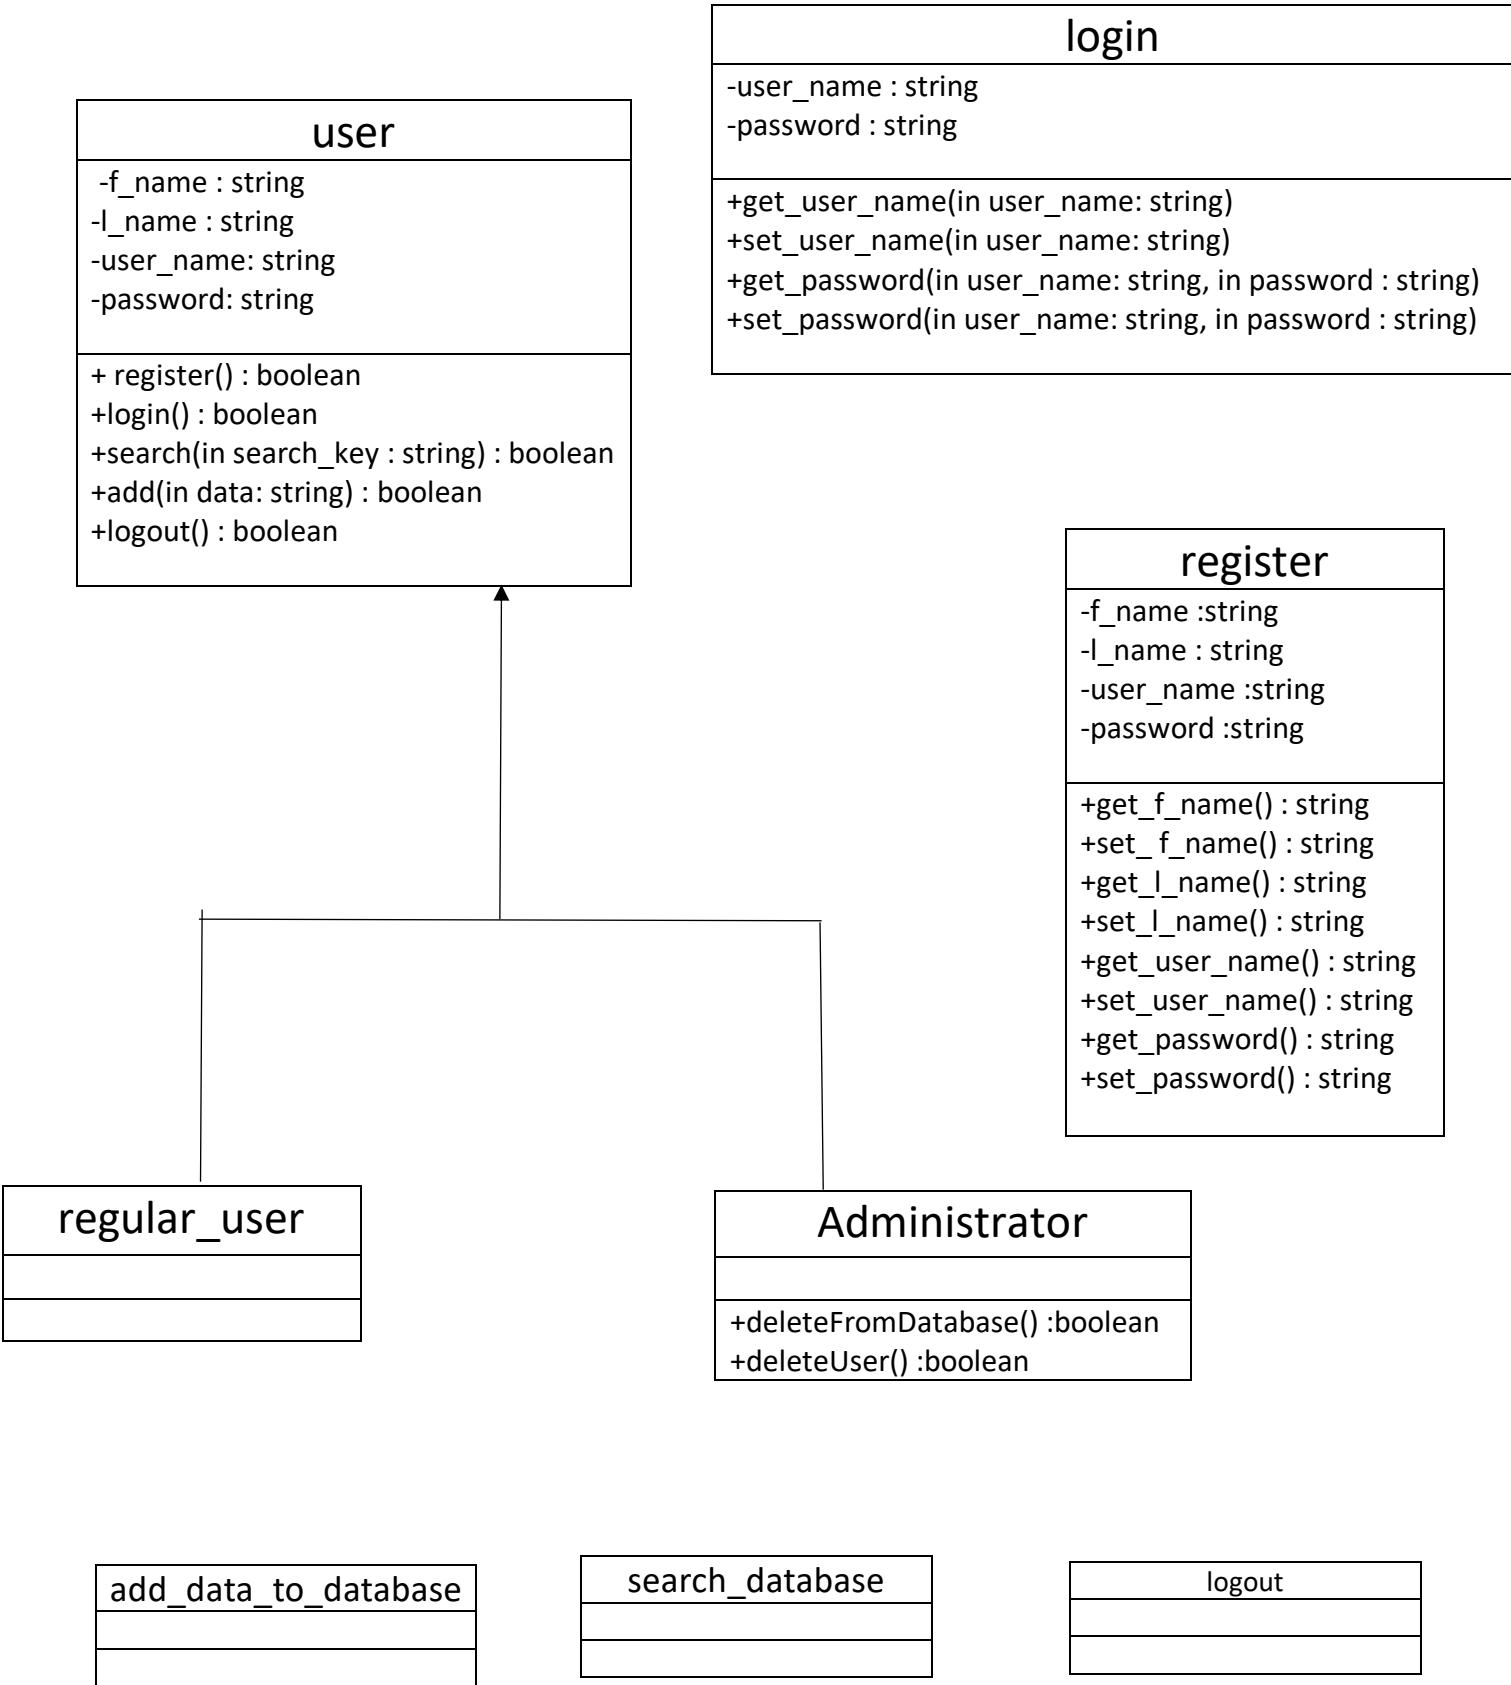 login
-user_name : string
-password : string
+get_user_name(in user_name: string)
+set_user_name(in user_name: string)
+get_password(in user_name: string, in password : string)
+set_password(in user_name: string, in password : string)
user
-f_name : string
-l_name : string
-user_name: string
-password: string
+ register() : boolean
+login() : boolean
+search(in search_key : string) : boolean
+add(in data: string) : boolean
+logout() : boolean
register
-f_name :string
-l_name : string
-user_name :string
-password :string
+get_f_name() : string
+set_ f_name() : string
+get_l_name() : string
+set_l_name() : string
+get_user_name() : string
+set_user_name() : string
+get_password() : string
+set_password() : string
regular_user
Administrator
+deleteFromDatabase() :boolean
+deleteUser() :boolean
add_data_to_database
search_database
logout